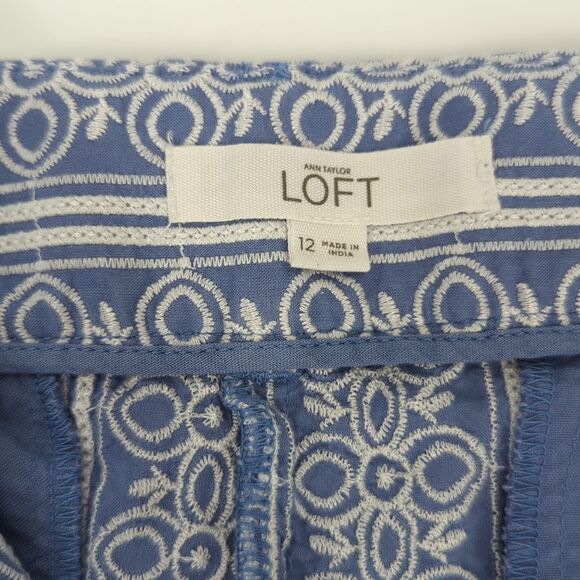 ANN TAYLOR
LOFT
12 MADE IN
INDIA